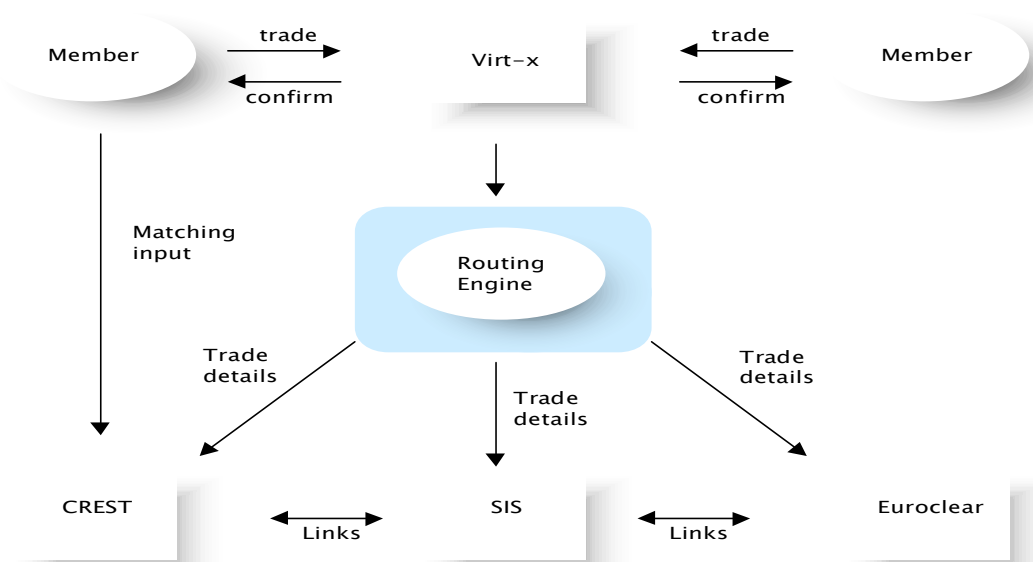 trade
trade
Member
Virt-x
Member
confirm
confirm
Matching
input
Routing
Engine
Trade
details
Trade
details
Trade
details
CREST
SIS
Euroclear
Links
Links